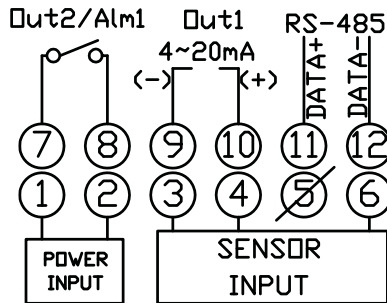 Out2/Alm1 Out1 RS-485
4~20mA
(-) (+) DATA+ DATA-
7 8 9 10 11 12
1 2 3 4 5 6
POWER INPUT
SENSOR INPUT